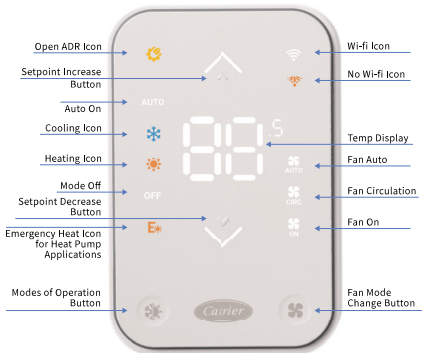 Open ADR Icon
Setpoint Increase
Button
Auto On
Cooling Icon
Heating Icon
Mode Off
Setpoint Decrease
Button
Emergency Heat Icon
for Heat Pump
Applications
Modes of Operation
Button
AUTO
OFF
E
88.5
AUTO
CIRC
ON
Carrier
Wi-fi Icon
No Wi-fi Icon
Temp Display
Fan Auto
Fan Circulation
Fan On
Fan Mode
Change Button